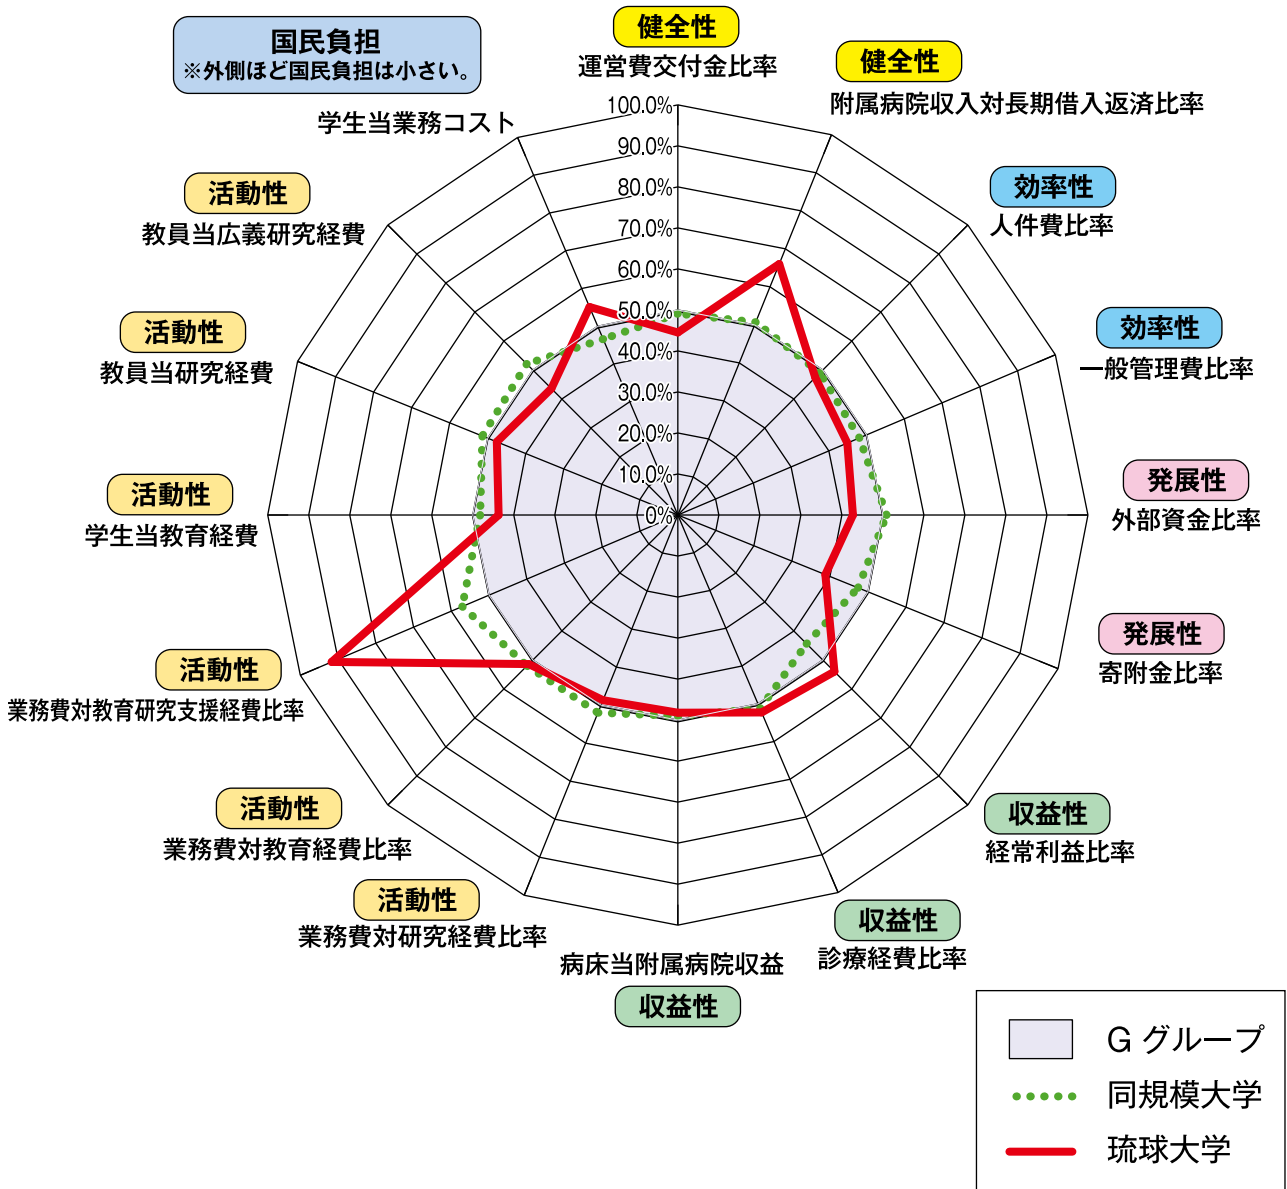 国民負担
※外側ほど国民負担は小さい。
学生当業務コスト
健全性
運営費交付金比率
健全性
附属病院収入対長期借入返済比率
効率性
人件費比率
効率性
一般管理費比率
発展性
外部資金比率
発展性
寄附金比率
収益性
経常利益比率
収益性
診療経費比率
病床当附属病院収益
収益性
活動性
業務費対研究経費比率
活動性
業務費対教育経費比率
活動性
業務費対教育研究支援経費比率
活動性
学生当教育経費
活動性
教員当研究経費
活動性
教員当広義研究経費
100.0%
90.0%
80.0%
70.0%
60.0%
50.0%
40.0%
30.0%
20.0%
10.0%
0%
G グループ
同規模大学
琉球大学